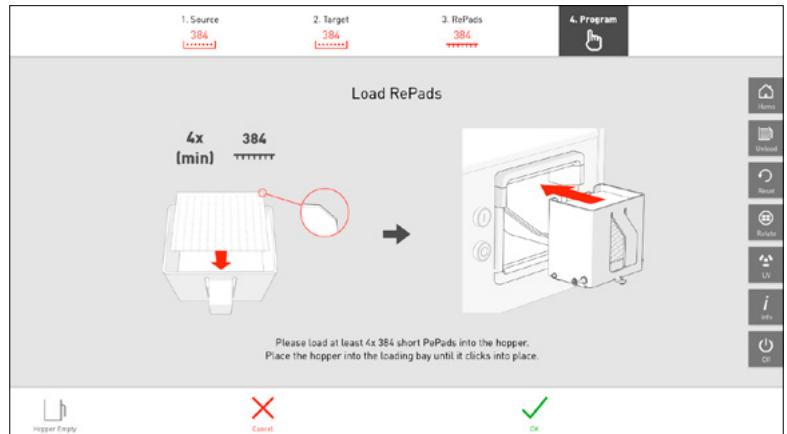 1. Source
384
2. Target
384
3. RePads
384
4. Program
Load RePads
4x
(min)
384
Please load at least 4x 384 short PePads into the hopper.
Place the hopper into the loading bay until it clicks into place.
Home
Unload
Reset
Rotate
UV
i
Info
Off
Hopper Empty
Cancel
OK